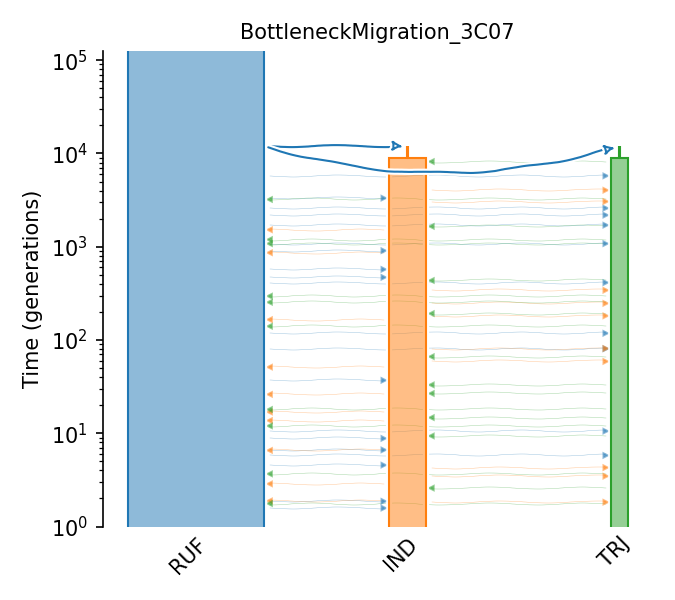 BottleneckMigration_3C07
Time (generations)
10⁵
10⁴
10³
10²
10¹
10⁰
RUF
IND
TRJ